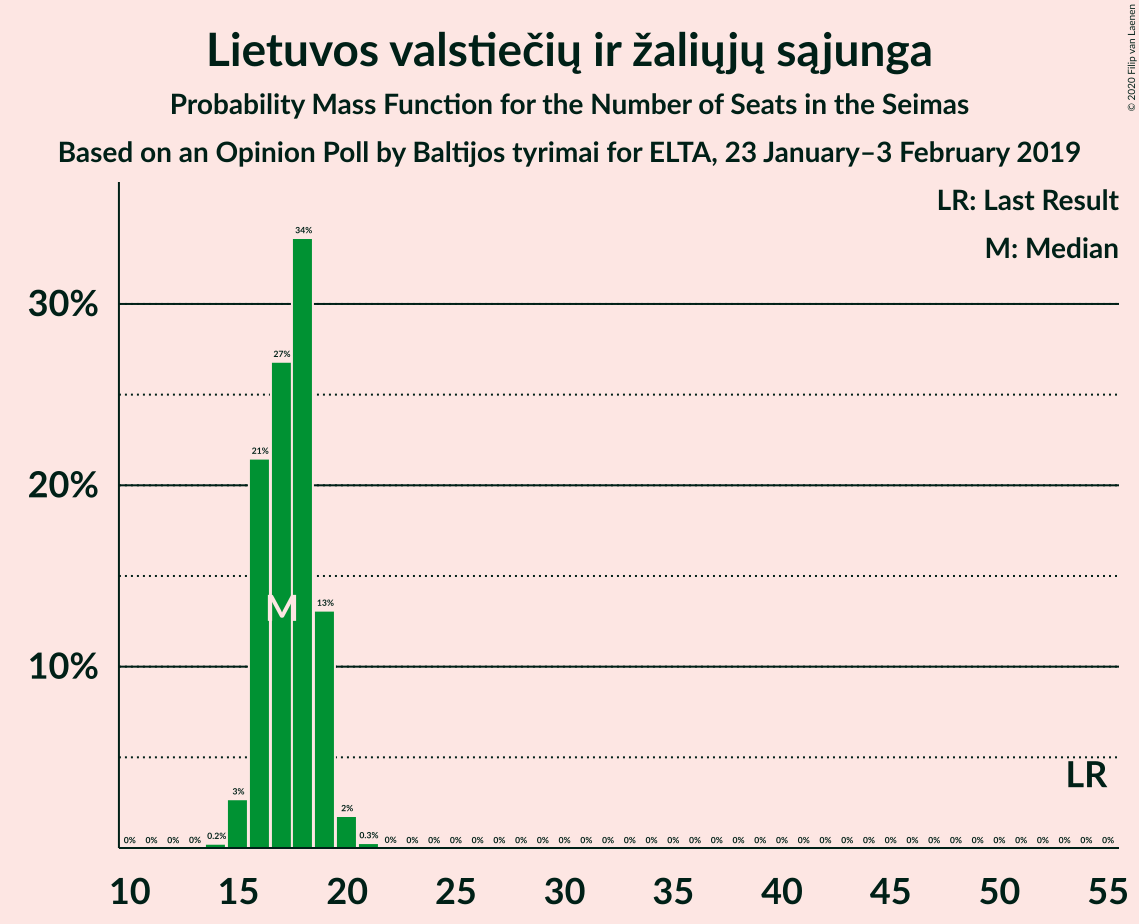 Lietuvos valstiečių ir žaliųjų sąjunga
Probability Mass Function for the Number of Seats in the Seimas
Based on an Opinion Poll by Baltijos tyrimai for ELTA, 23 January–3 February 2019
© 2020 Filip van Laenen
LR: Last Result
M: Median
34%
30%
27%
21%
20%
M
13%
10%
LR
3%
2%
0% 0% 0% 0% 0.2% 0.3% 0% 0% 0% 0% 0% 0% 0% 0% 0% 0% 0% 0% 0% 0% 0% 0% 0% 0% 0% 0% 0% 0% 0% 0% 0% 0% 0% 0% 0% 0% 0% 0% 0% 0%
10 15 20 25 30 35 40 45 50 55